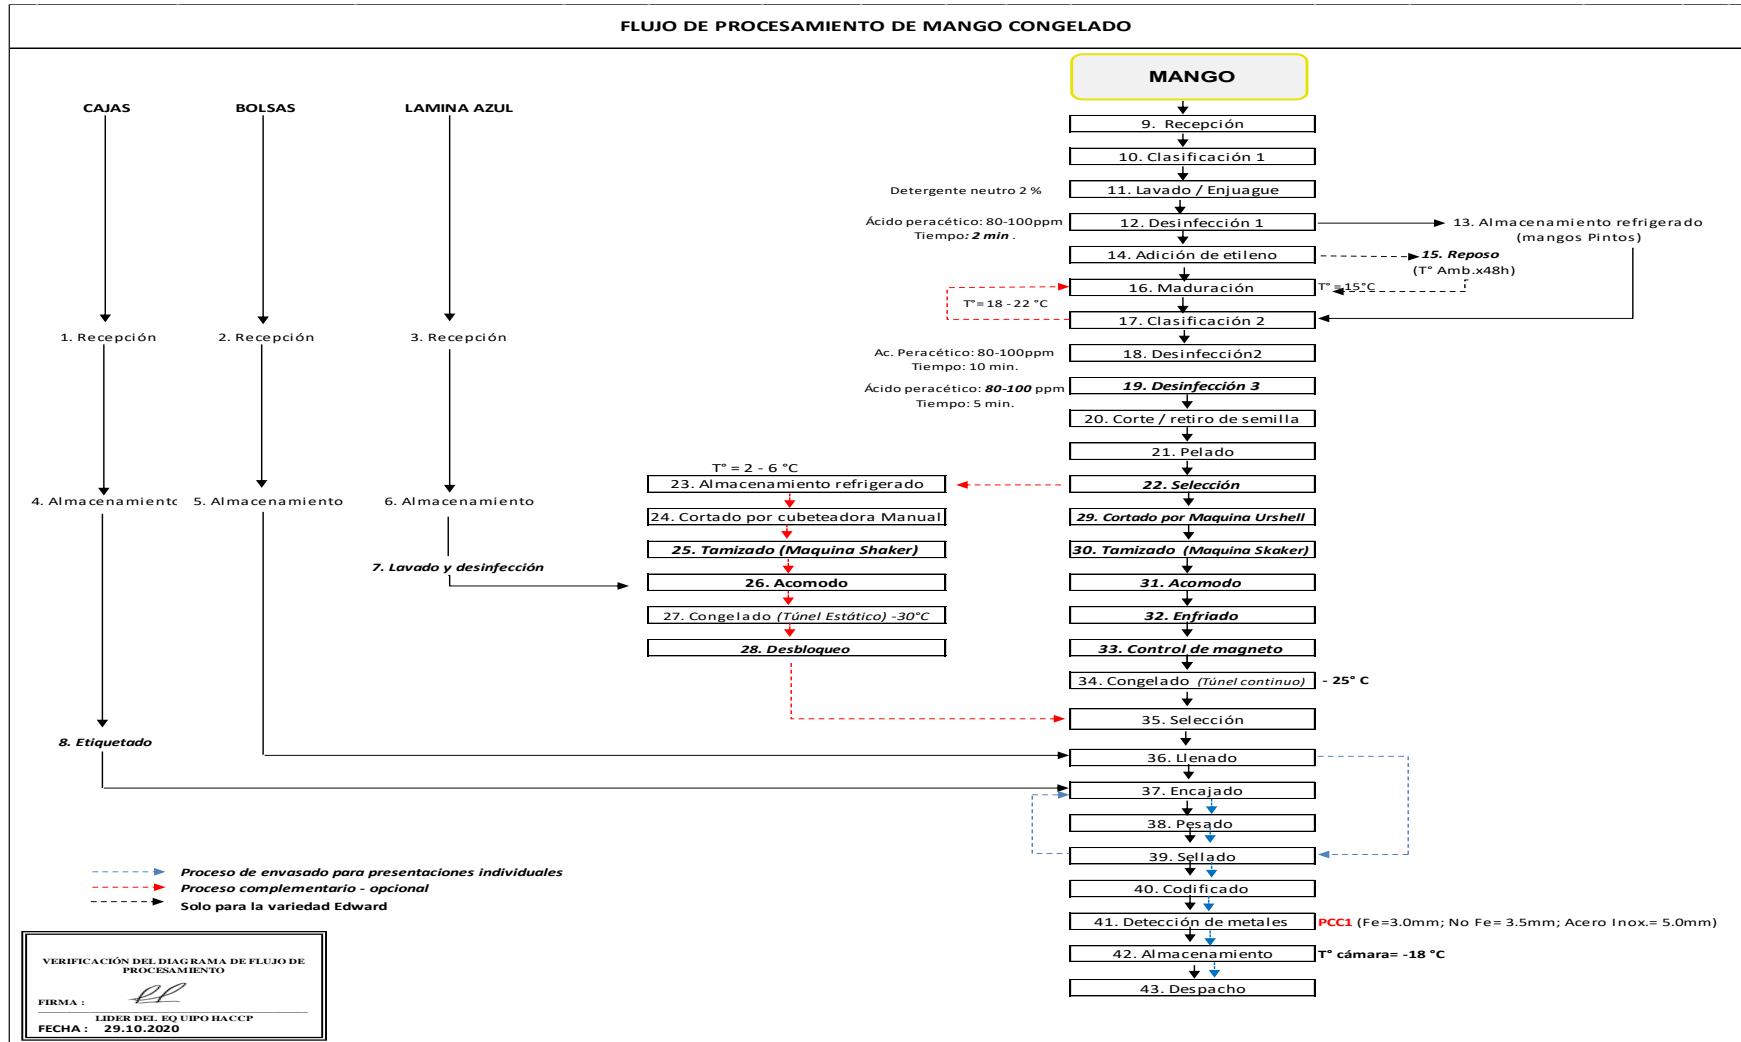 FLUJO DE PROCESAMIENTO DE MANGO CONGELADO
MANGO
CAJAS
BOLSAS
LAMINA AZUL
9. Recepción
10. Clasificación 1
Detergente neutro 2 %
11. Lavado / Enjuague
Ácido peracético: 80-100ppm
Tiempo: 2 min .
12. Desinfección 1
13. Almacenamiento refrigerado
(mangos Pintos)
14. Adición de etileno
15. Reposo
(T° Amb.x48h)
16. Maduración
T° = 15°C
T°= 18 - 22 °C
17. Clasificación 2
1. Recepción
2. Recepción
3. Recepción
Ac. Peracético: 80-100ppm
Tiempo: 10 min.
18. Desinfección2
Ácido peracético: 80-100 ppm
Tiempo: 5 min.
19. Desinfección 3
20. Corte / retiro de semilla
21. Pelado
T° = 2 - 6 °C
23. Almacenamiento refrigerado
22. Selección
4. Almacenamiento
5. Almacenamiento
6. Almacenamiento
24. Cortado por cubeteadora Manual
29. Cortado por Maquina Urshell
25. Tamizado (Maquina Shaker)
30. Tamizado (Maquina Skaker)
7. Lavado y desinfección
26. Acomodo
31. Acomodo
27. Congelado (Túnel Estático) -30°C
32. Enfriado
28. Desbloqueo
33. Control de magneto
34. Congelado (Túnel continuo)
- 25° C
35. Selección
8. Etiquetado
36. Llenado
37. Encajado
38. Pesado
39. Sellado
Proceso de envasado para presentaciones individuales
Proceso complementario - opcional
Solo para la variedad Edward
40. Codificado
41. Detección de metales
PCC1 (Fe=3.0mm; No Fe= 3.5mm; Acero Inox.= 5.0mm)
42. Almacenamiento
T° cámara= -18 °C
43. Despacho
VERIFICACIÓN DEL DIAGRAMA DE FLUJO DE
PROCESAMIENTO
FIRMA :
LIDER DEL EQUIPO HACCP
FECHA : 29.10.2020